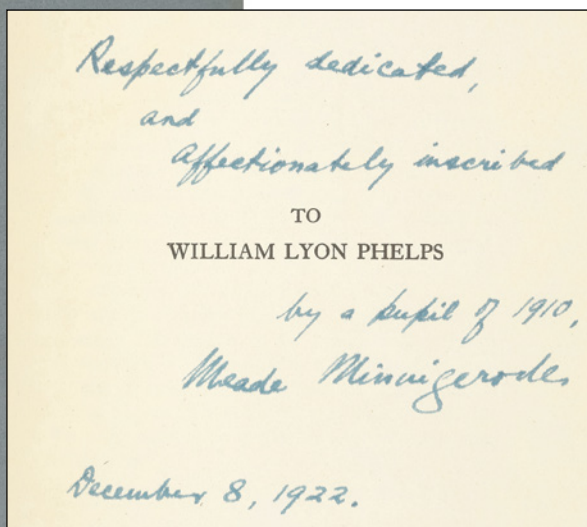 Respectfully dedicated,
and
affectionately inscribed
TO
WILLIAM LYON PHELPS
by a pupil of 1910,
Meade Minnigerode
December 8, 1922.